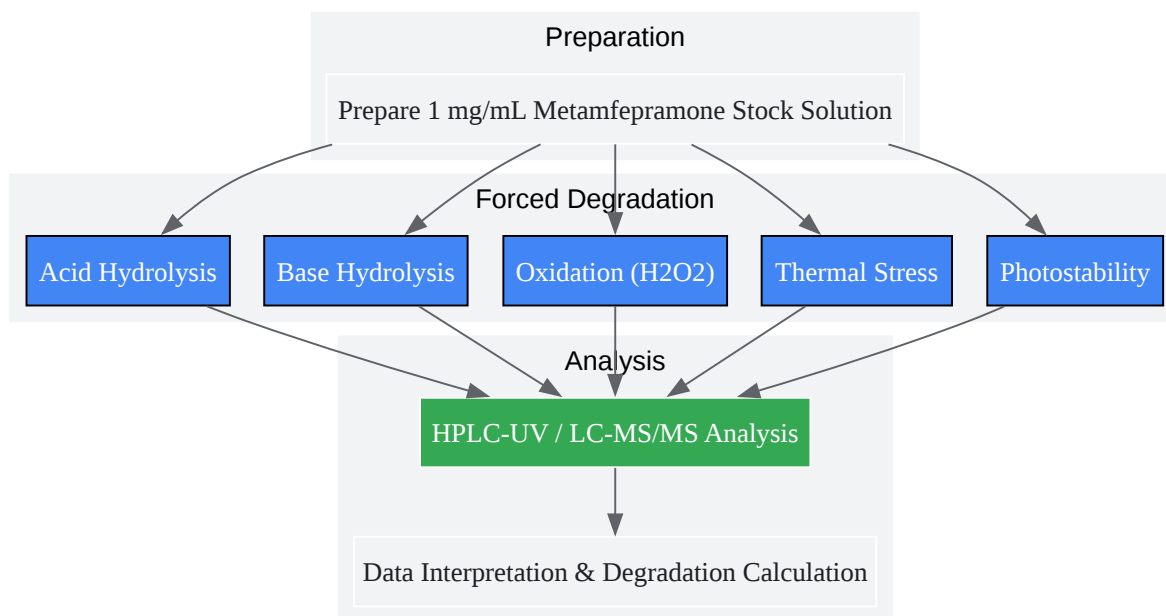 Preparation
Prepare 1 mg/mL Metamfepramone Stock Solution
Forced Degradation
Acid Hydrolysis
Base Hydrolysis
Oxidation (H2O2)
Thermal Stress
Photostability
Analysis
HPLC-UV / LC-MS/MS Analysis
Data Interpretation & Degradation Calculation